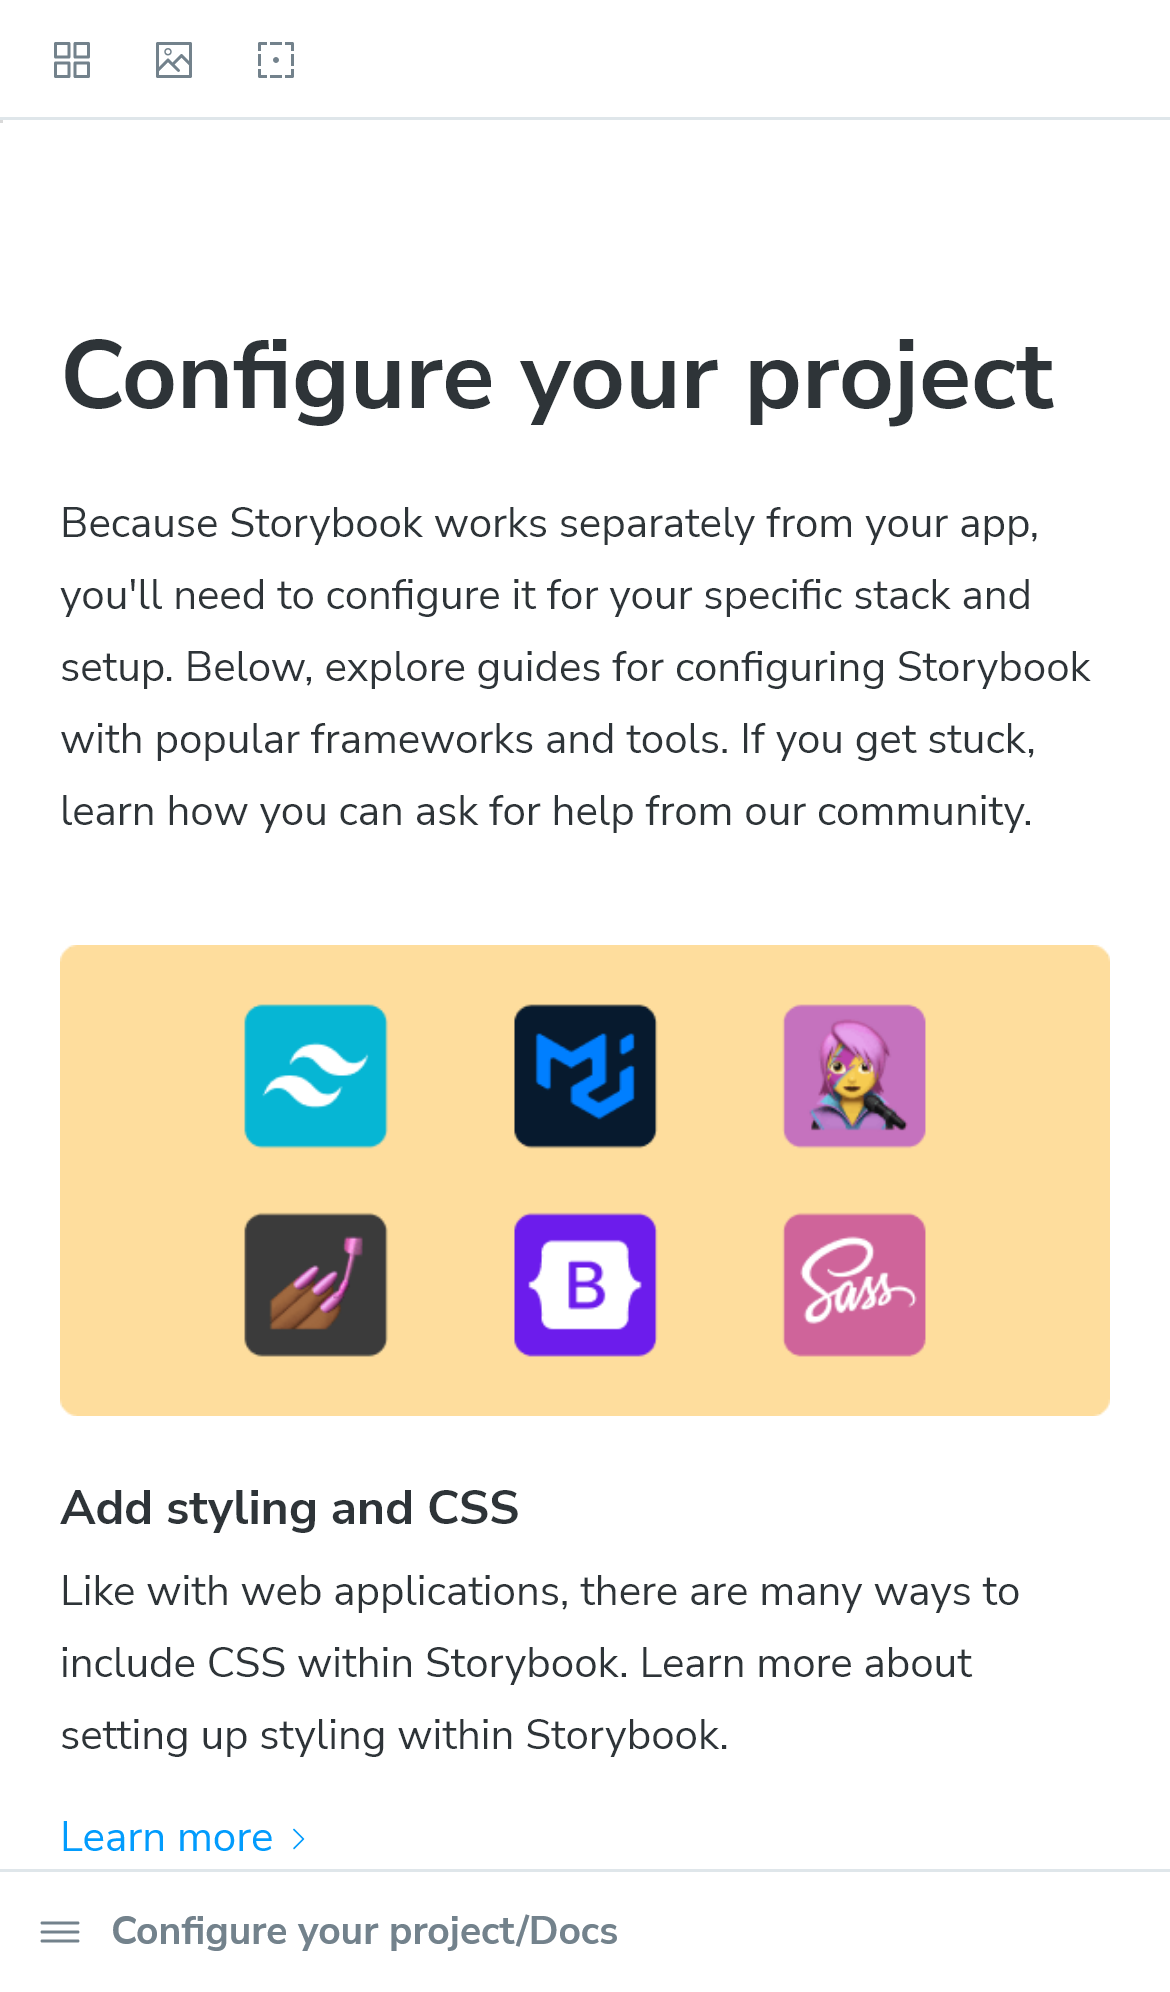 Configure your project
Because Storybook works separately from your app,
you'll need to configure it for your specific stack and
setup. Below, explore guides for configuring Storybook
with popular frameworks and tools. If you get stuck,
learn how you can ask for help from our community.
B
Sass
Add styling and CSS
Like with web applications, there are many ways to
include CSS within Storybook. Learn more about
setting up styling within Storybook.
Learn more
Configure your project/Docs